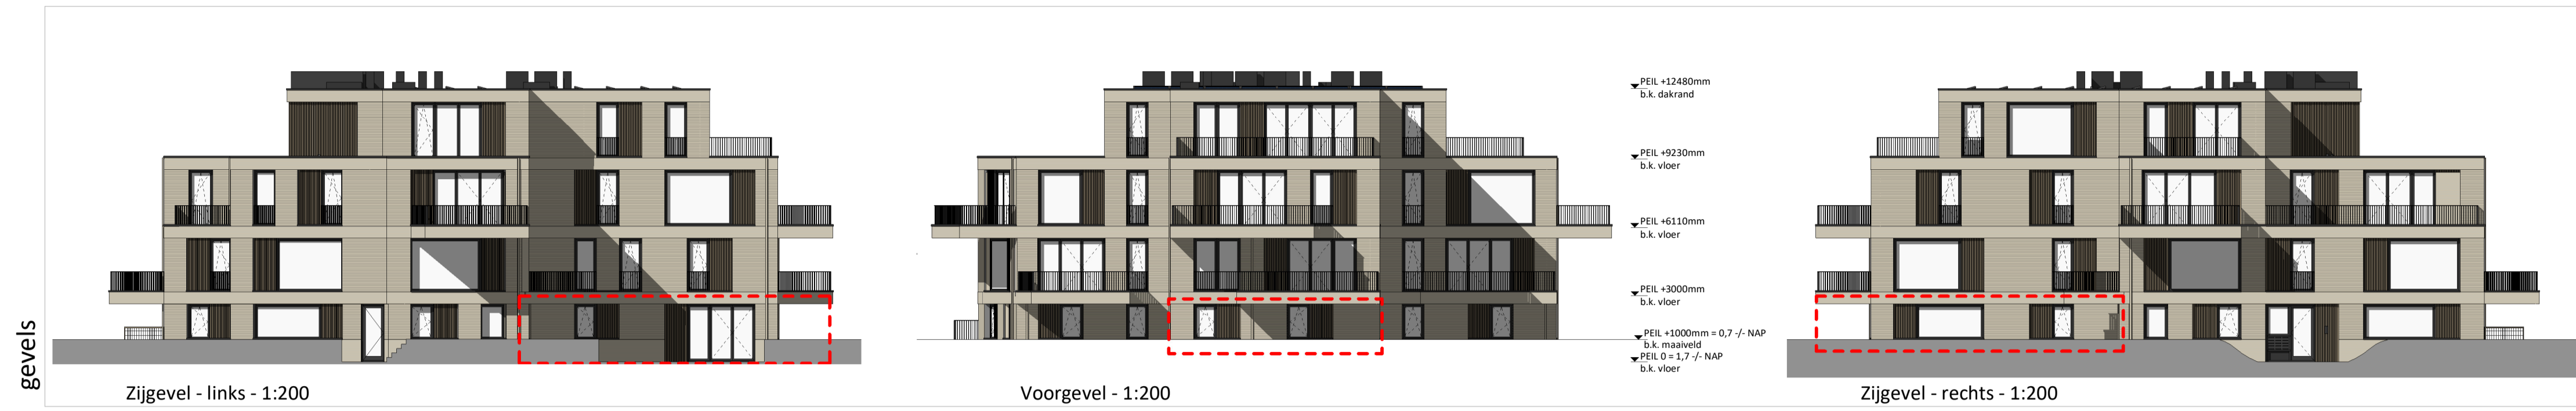 gevels
PEIL +12480mm
b.k. dakrand
PEIL +9230mm
b.k. vloer
PEIL +6110mm
b.k. vloer
PEIL +3000mm
b.k. vloer
PEIL +1000mm = 0,7 -/- NAP
b.k. maaiveld
PEIL 0 = 1,7 -/- NAP
b.k. vloer
Zijgevel - links - 1:200
Voorgevel - 1:200
Zijgevel - rechts - 1:200